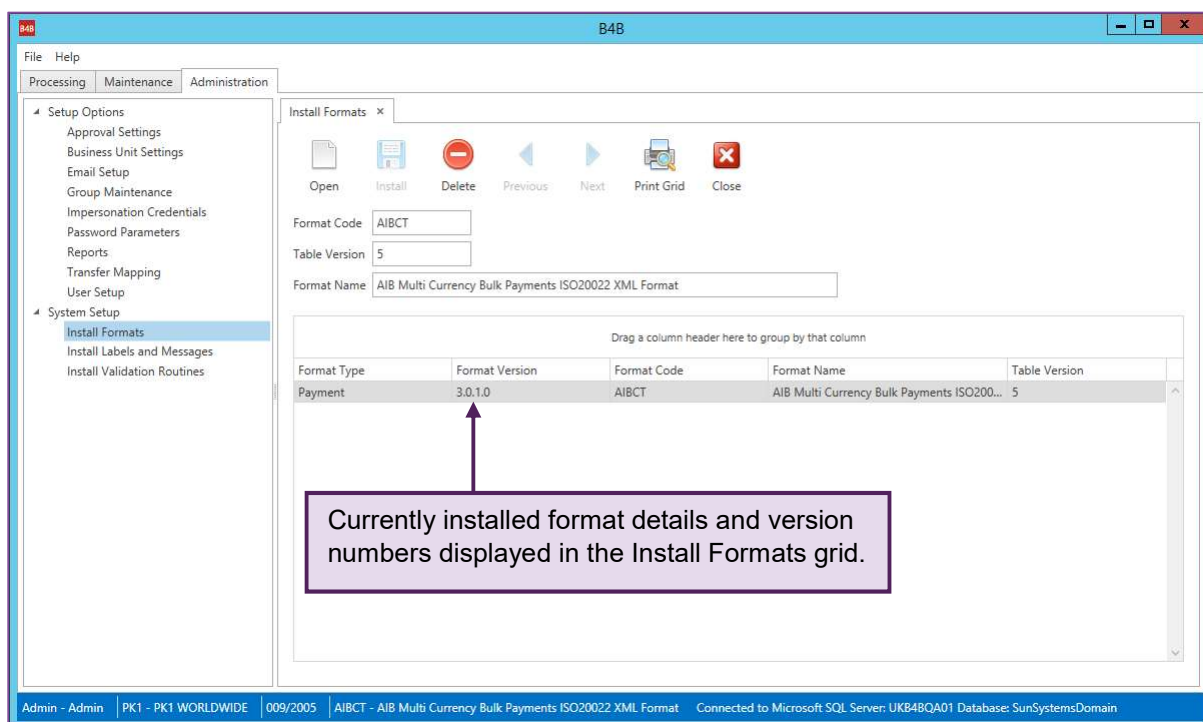 B4B
B4B
File Help
Processing Maintenance Administration
Setup Options
Approval Settings
Business Unit Settings
Email Setup
Group Maintenance
Impersonation Credentials
Password Parameters
Reports
Transfer Mapping
User Setup
System Setup
Install Formats
Install Labels and Messages
Install Validation Routines
Install Formats ×
Open Install Delete Previous Next Print Grid Close
Format Code AIBCT
Table Version 5
Format Name AIB Multi Currency Bulk Payments ISO20022 XML Format
Drag a column header here to group by that column
Format Type Format Version Format Code Format Name Table Version
Payment 3.0.1.0 AIBCT AIB Multi Currency Bulk Payments ISO200... 5
Currently installed format details and version
numbers displayed in the Install Formats grid.
Admin - Admin PK1 - PK1 WORLDWIDE 009/2005 AIBCT - AIB Multi Currency Bulk Payments ISO20022 XML Format Connected to Microsoft SQL Server: UKB4BQA01 Database: SunSystemsDomain